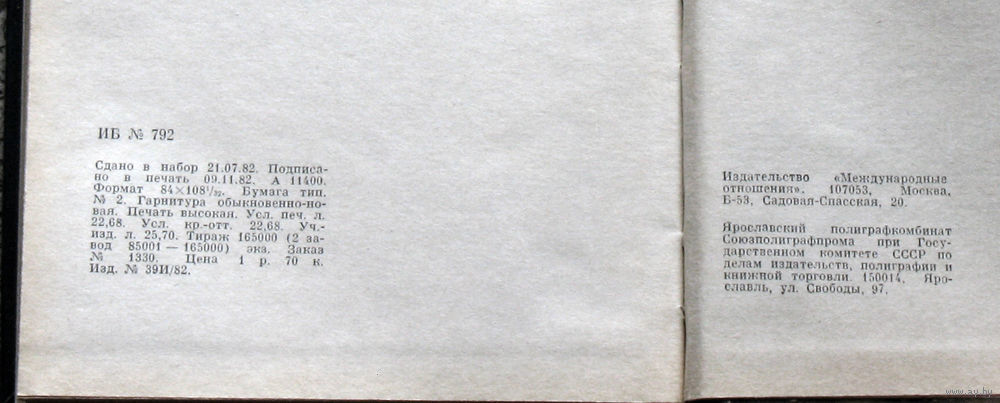 ИБ № 792
Сдано в набор 21.07.82. Подписа-
но в печать 09.11.82. А 11400.
Формат 84×108¹/₃₂. Бумага тип.
№ 2. Гарнитура обыкновенно-но-
вая. Печать высокая. Усл. печ. л.
22,68. Усл. кр.-отт. 22,68. Уч.-
изд. л. 25,70. Тираж 165000 (2 за-
вод 85001—165000) экз. Заказ
№ 1330. Цена 1 р. 70 к.
Изд. № 39И/82.
Издательство «Международные
отношения». 107053, Москва,
Б-53, Садовая-Спасская, 20.
Ярославский полиграфкомбинат
Союзполиграфпрома при Госу-
дарственном комитете СССР по
делам издательств, полиграфии и
книжной торговли. 150014, Яро-
славль, ул. Свободы, 97.
www.ay.by